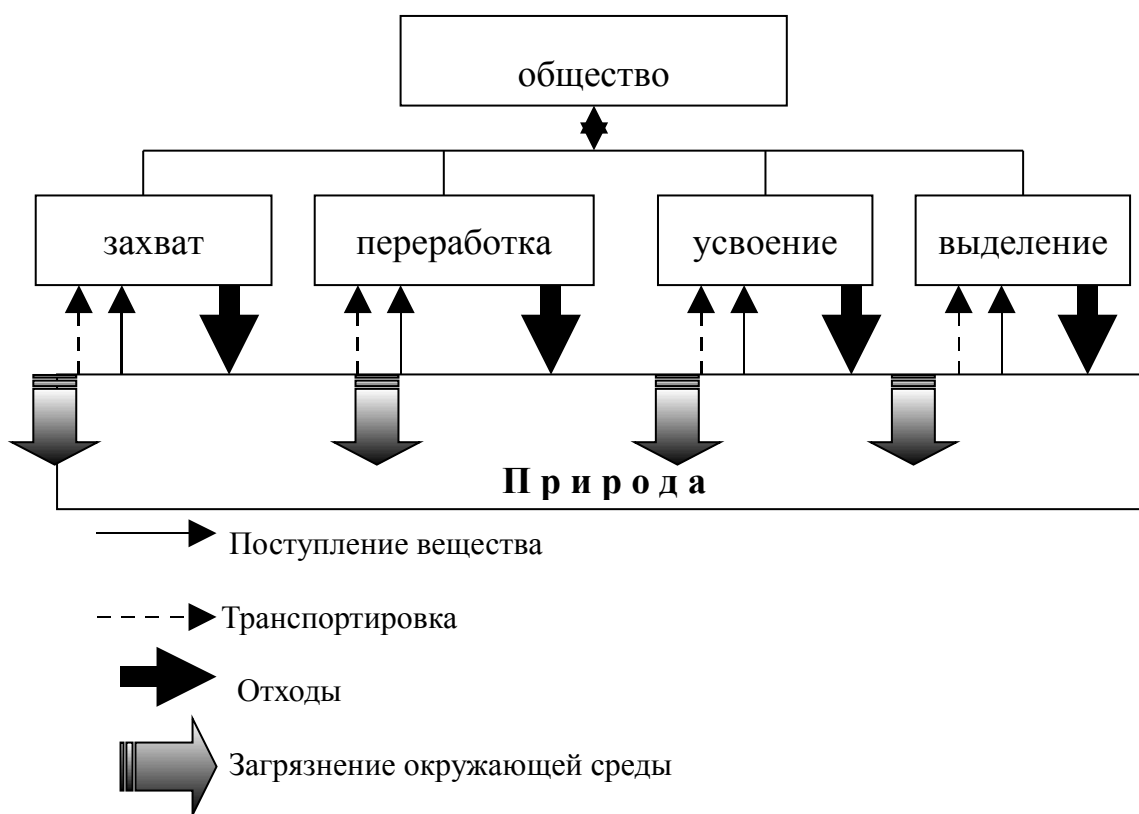 общество
захват
переработка
усвоение
выделение
П р и р о д а
Поступление вещества
Транспортировка
Отходы
Загрязнение окружающей среды